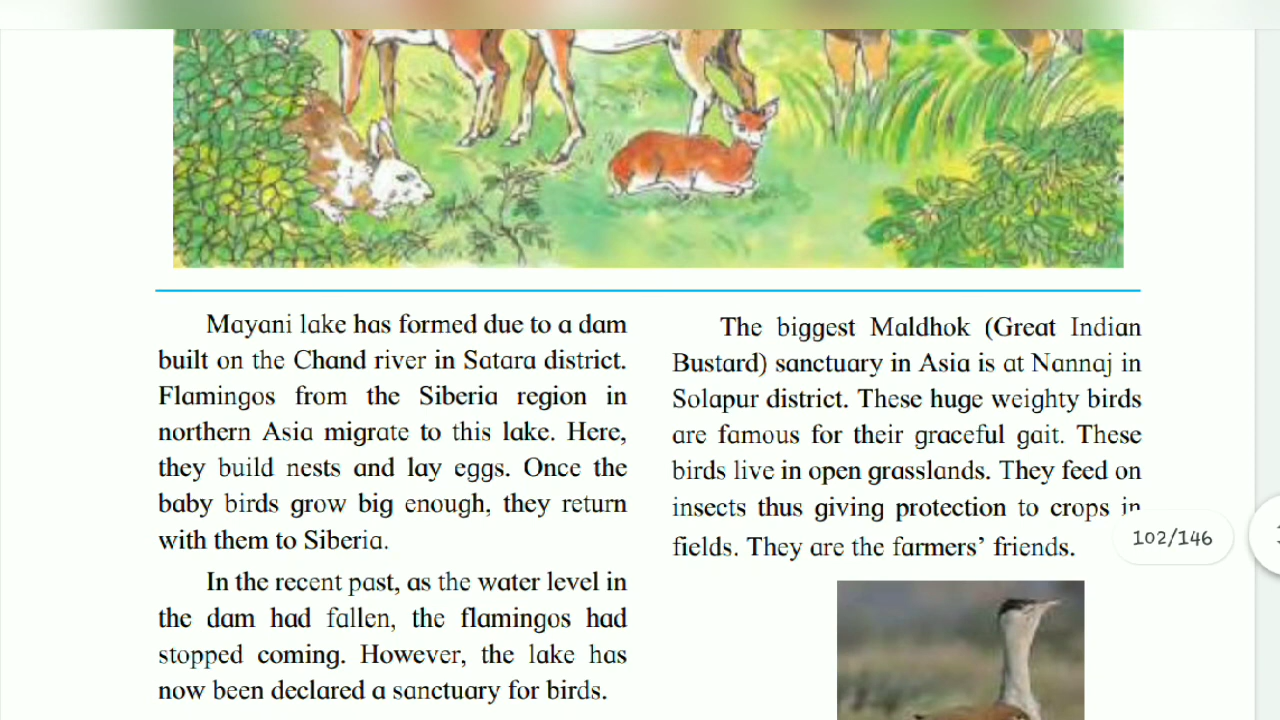 Mayani lake has formed due to a dam
built on the Chand river in Satara district.
Flamingos from the Siberia region in
northern Asia migrate to this lake. Here,
they build nests and lay eggs. Once the
baby birds grow big enough, they return
with them to Siberia.
In the recent past, as the water level in
the dam had fallen, the flamingos had
stopped coming. However, the lake has
now been declared a sanctuary for birds.
The biggest Maldhok (Great Indian
Bustard) sanctuary in Asia is at Nannaj in
Solapur district. These huge weighty birds
are famous for their graceful gait. These
birds live in open grasslands. They feed on
insects thus giving protection to crops in
fields. They are the farmers' friends.
102/146